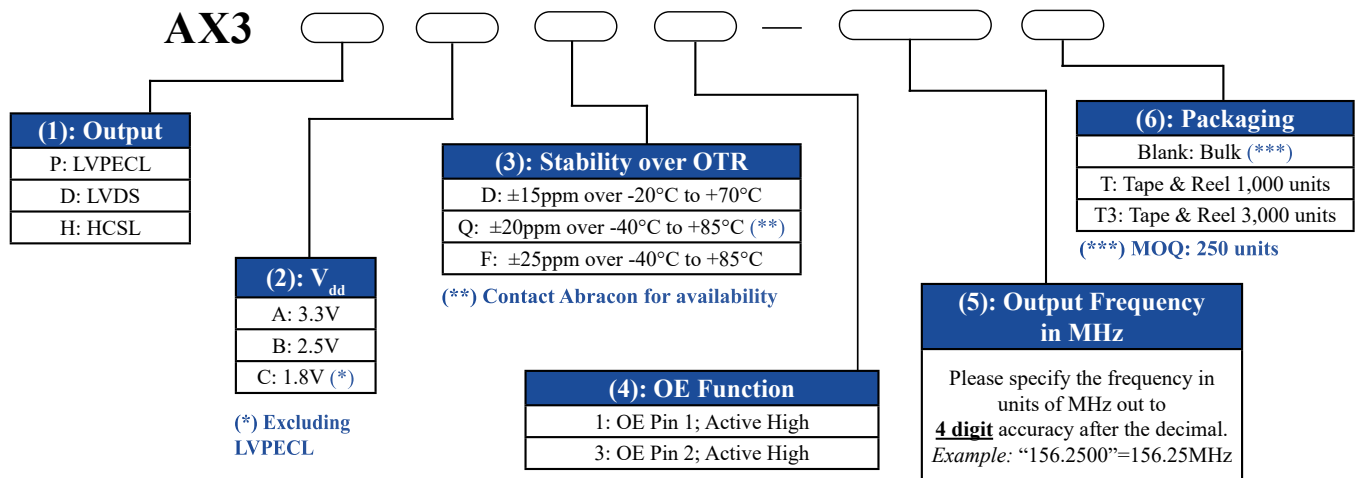 AX3 —
(1): Output
P: LVPECL
D: LVDS
H: HCSL
(2): Vdd
A: 3.3V
B: 2.5V
C: 1.8V (*)
(*) Excluding
LVPECL
(3): Stability over OTR
D: ±15ppm over -20°C to +70°C
Q: ±20ppm over -40°C to +85°C (**)
F: ±25ppm over -40°C to +85°C
(**) Contact Abracon for availability
(4): OE Function
1: OE Pin 1; Active High
3: OE Pin 2; Active High
(5): Output Frequency
in MHz
Please specify the frequency in
units of MHz out to
4 digit accuracy after the decimal.
Example: “156.2500”=156.25MHz
(6): Packaging
Blank: Bulk (***)
T: Tape & Reel 1,000 units
T3: Tape & Reel 3,000 units
(***) MOQ: 250 units